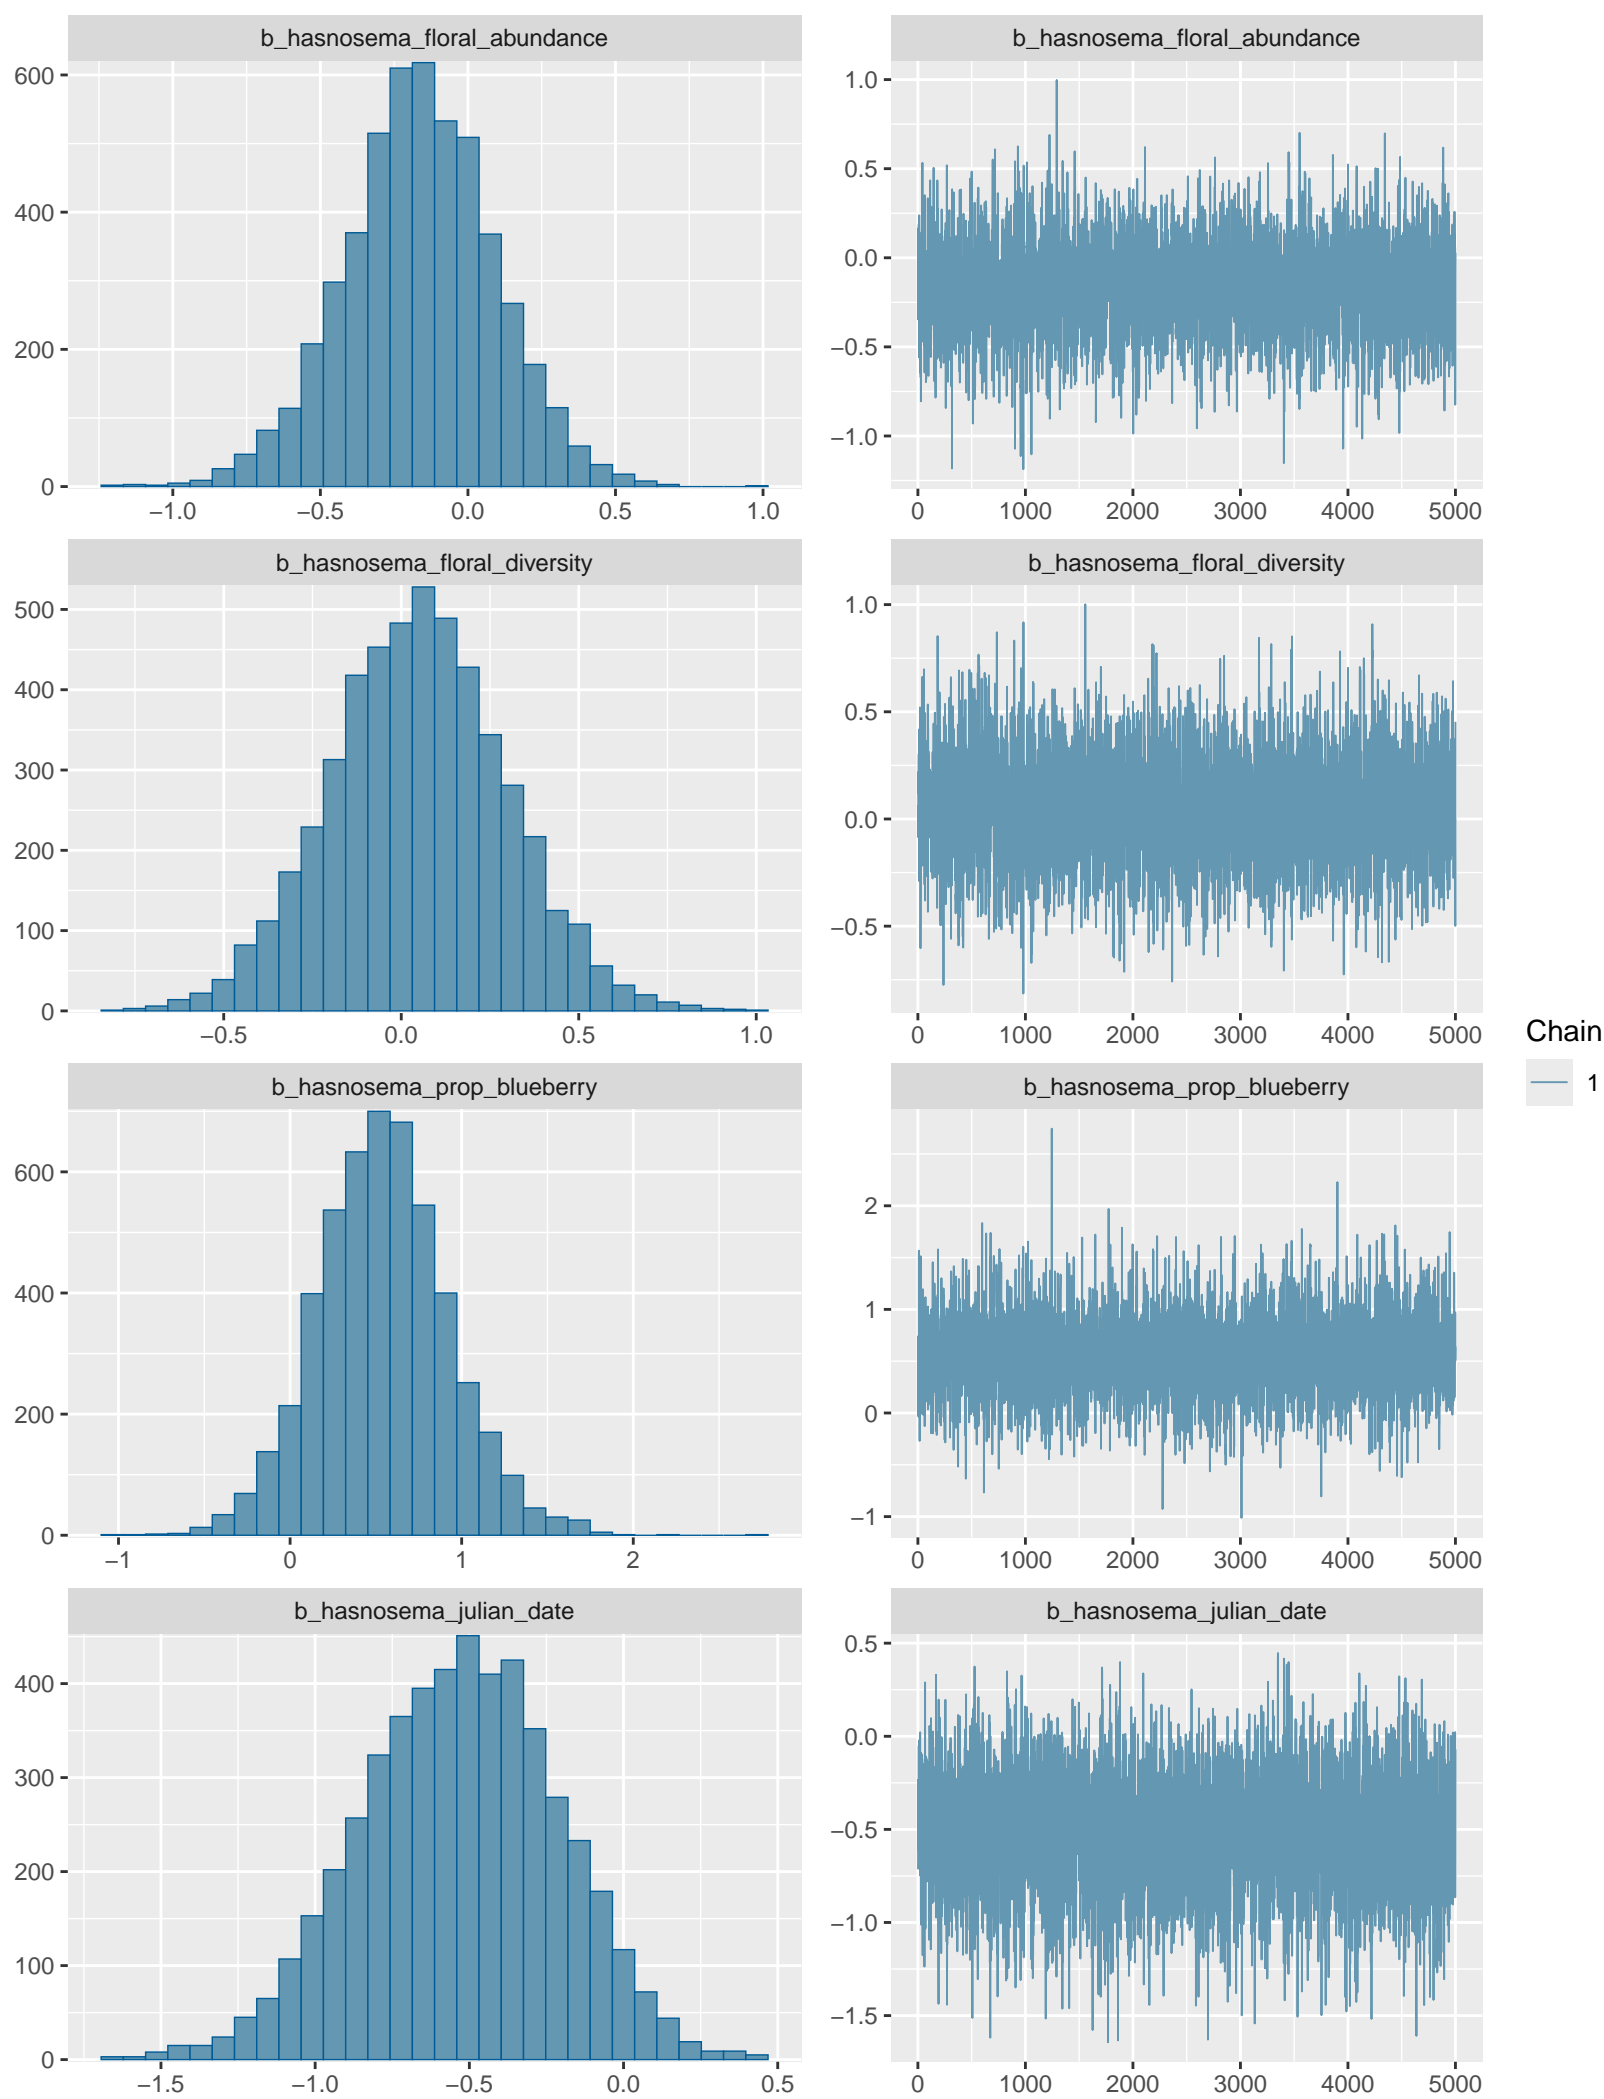 b_hasnosema_floral_abundance
b_hasnosema_floral_abundance
600
400
200
0
−1.0 −0.5 0.0 0.5 1.0
1.0
0.5
0.0
−0.5
−1.0
0 1000 2000 3000 4000 5000
b_hasnosema_floral_diversity
b_hasnosema_floral_diversity
500
400
300
200
100
0
−0.5 0.0 0.5 1.0
1.0
0.5
0.0
−0.5
0 1000 2000 3000 4000 5000
b_hasnosema_prop_blueberry
b_hasnosema_prop_blueberry
600
400
200
0
−1 0 1 2
2
1
0
−1
0 1000 2000 3000 4000 5000
b_hasnosema_julian_date
b_hasnosema_julian_date
400
300
200
100
0
−1.5 −1.0 −0.5 0.0 0.5
0.5
0.0
−0.5
−1.0
−1.5
0 1000 2000 3000 4000 5000
Chain
1